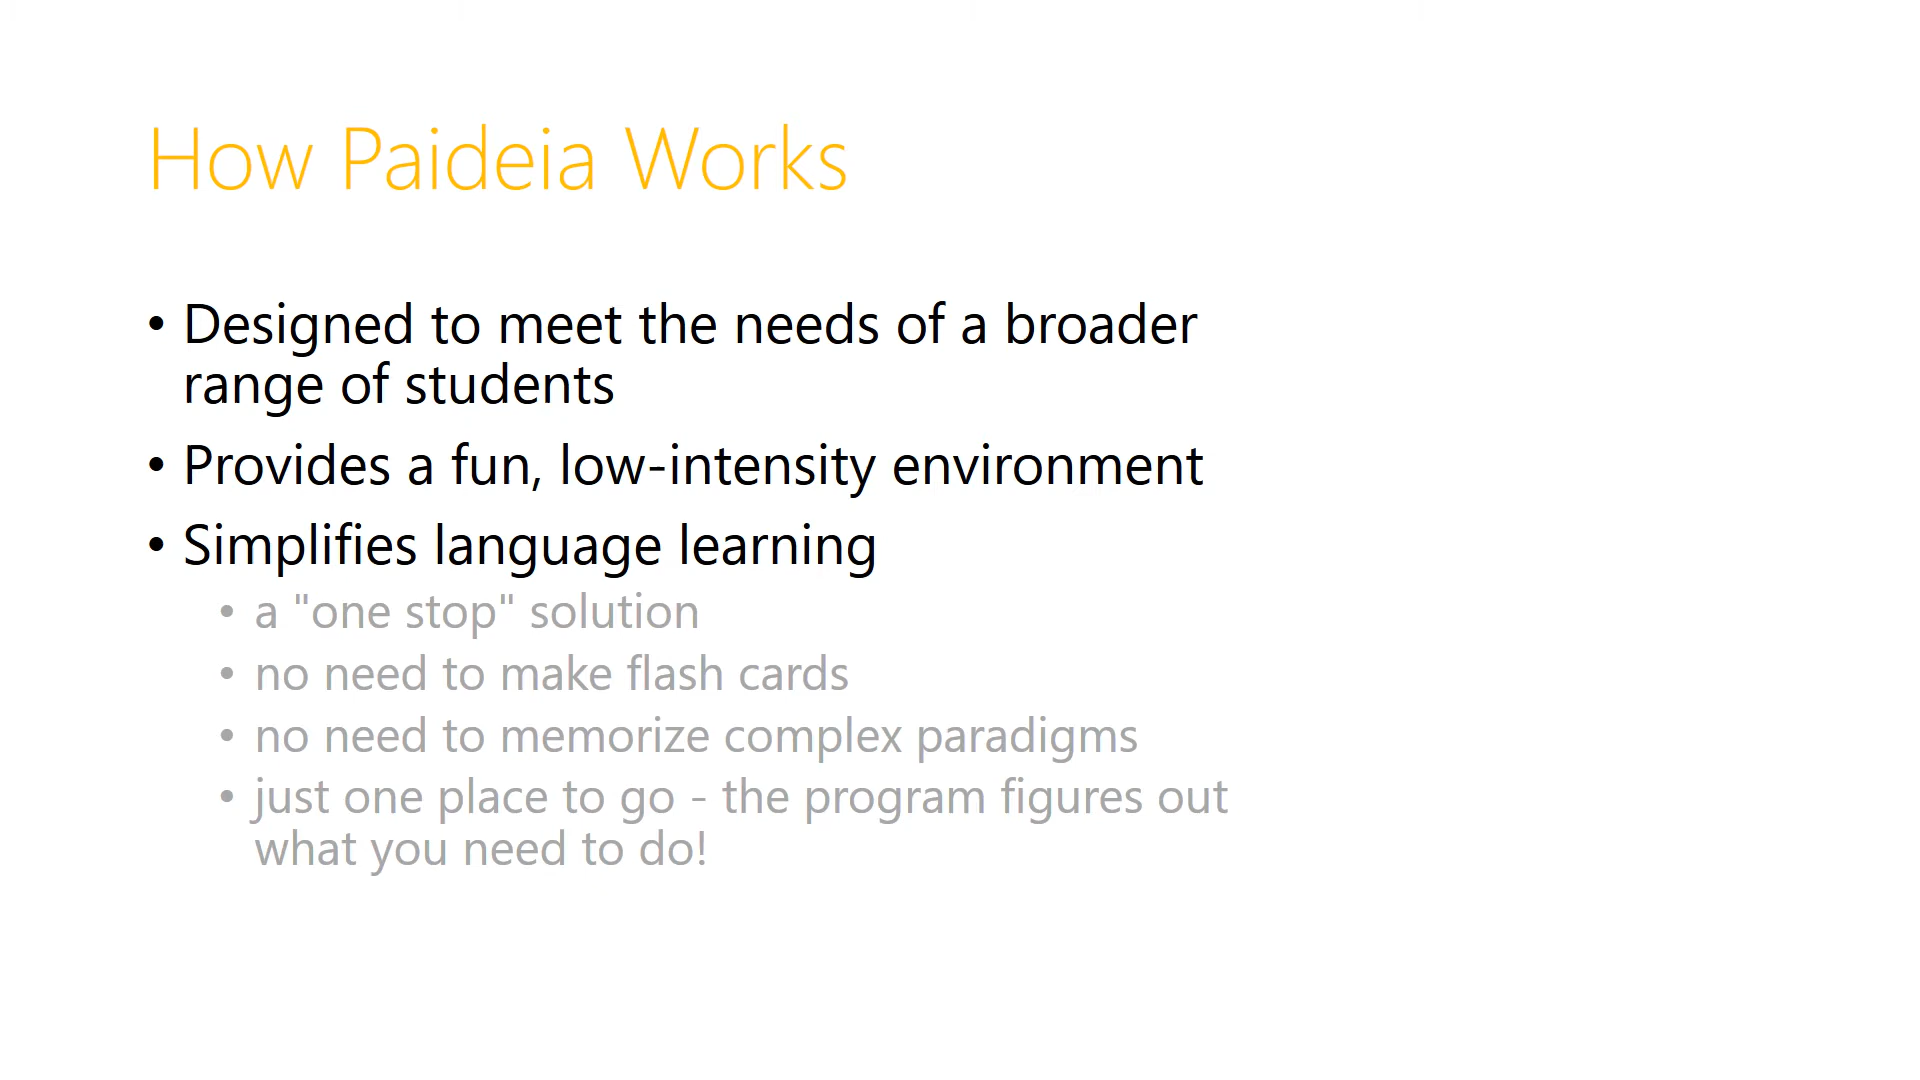 How Paideia Works
• Designed to meet the needs of a broader
range of students
• Provides a fun, low-intensity environment
• Simplifies language learning
• a "one stop" solution
• no need to make flash cards
• no need to memorize complex paradigms
• just one place to go - the program figures out
what you need to do!